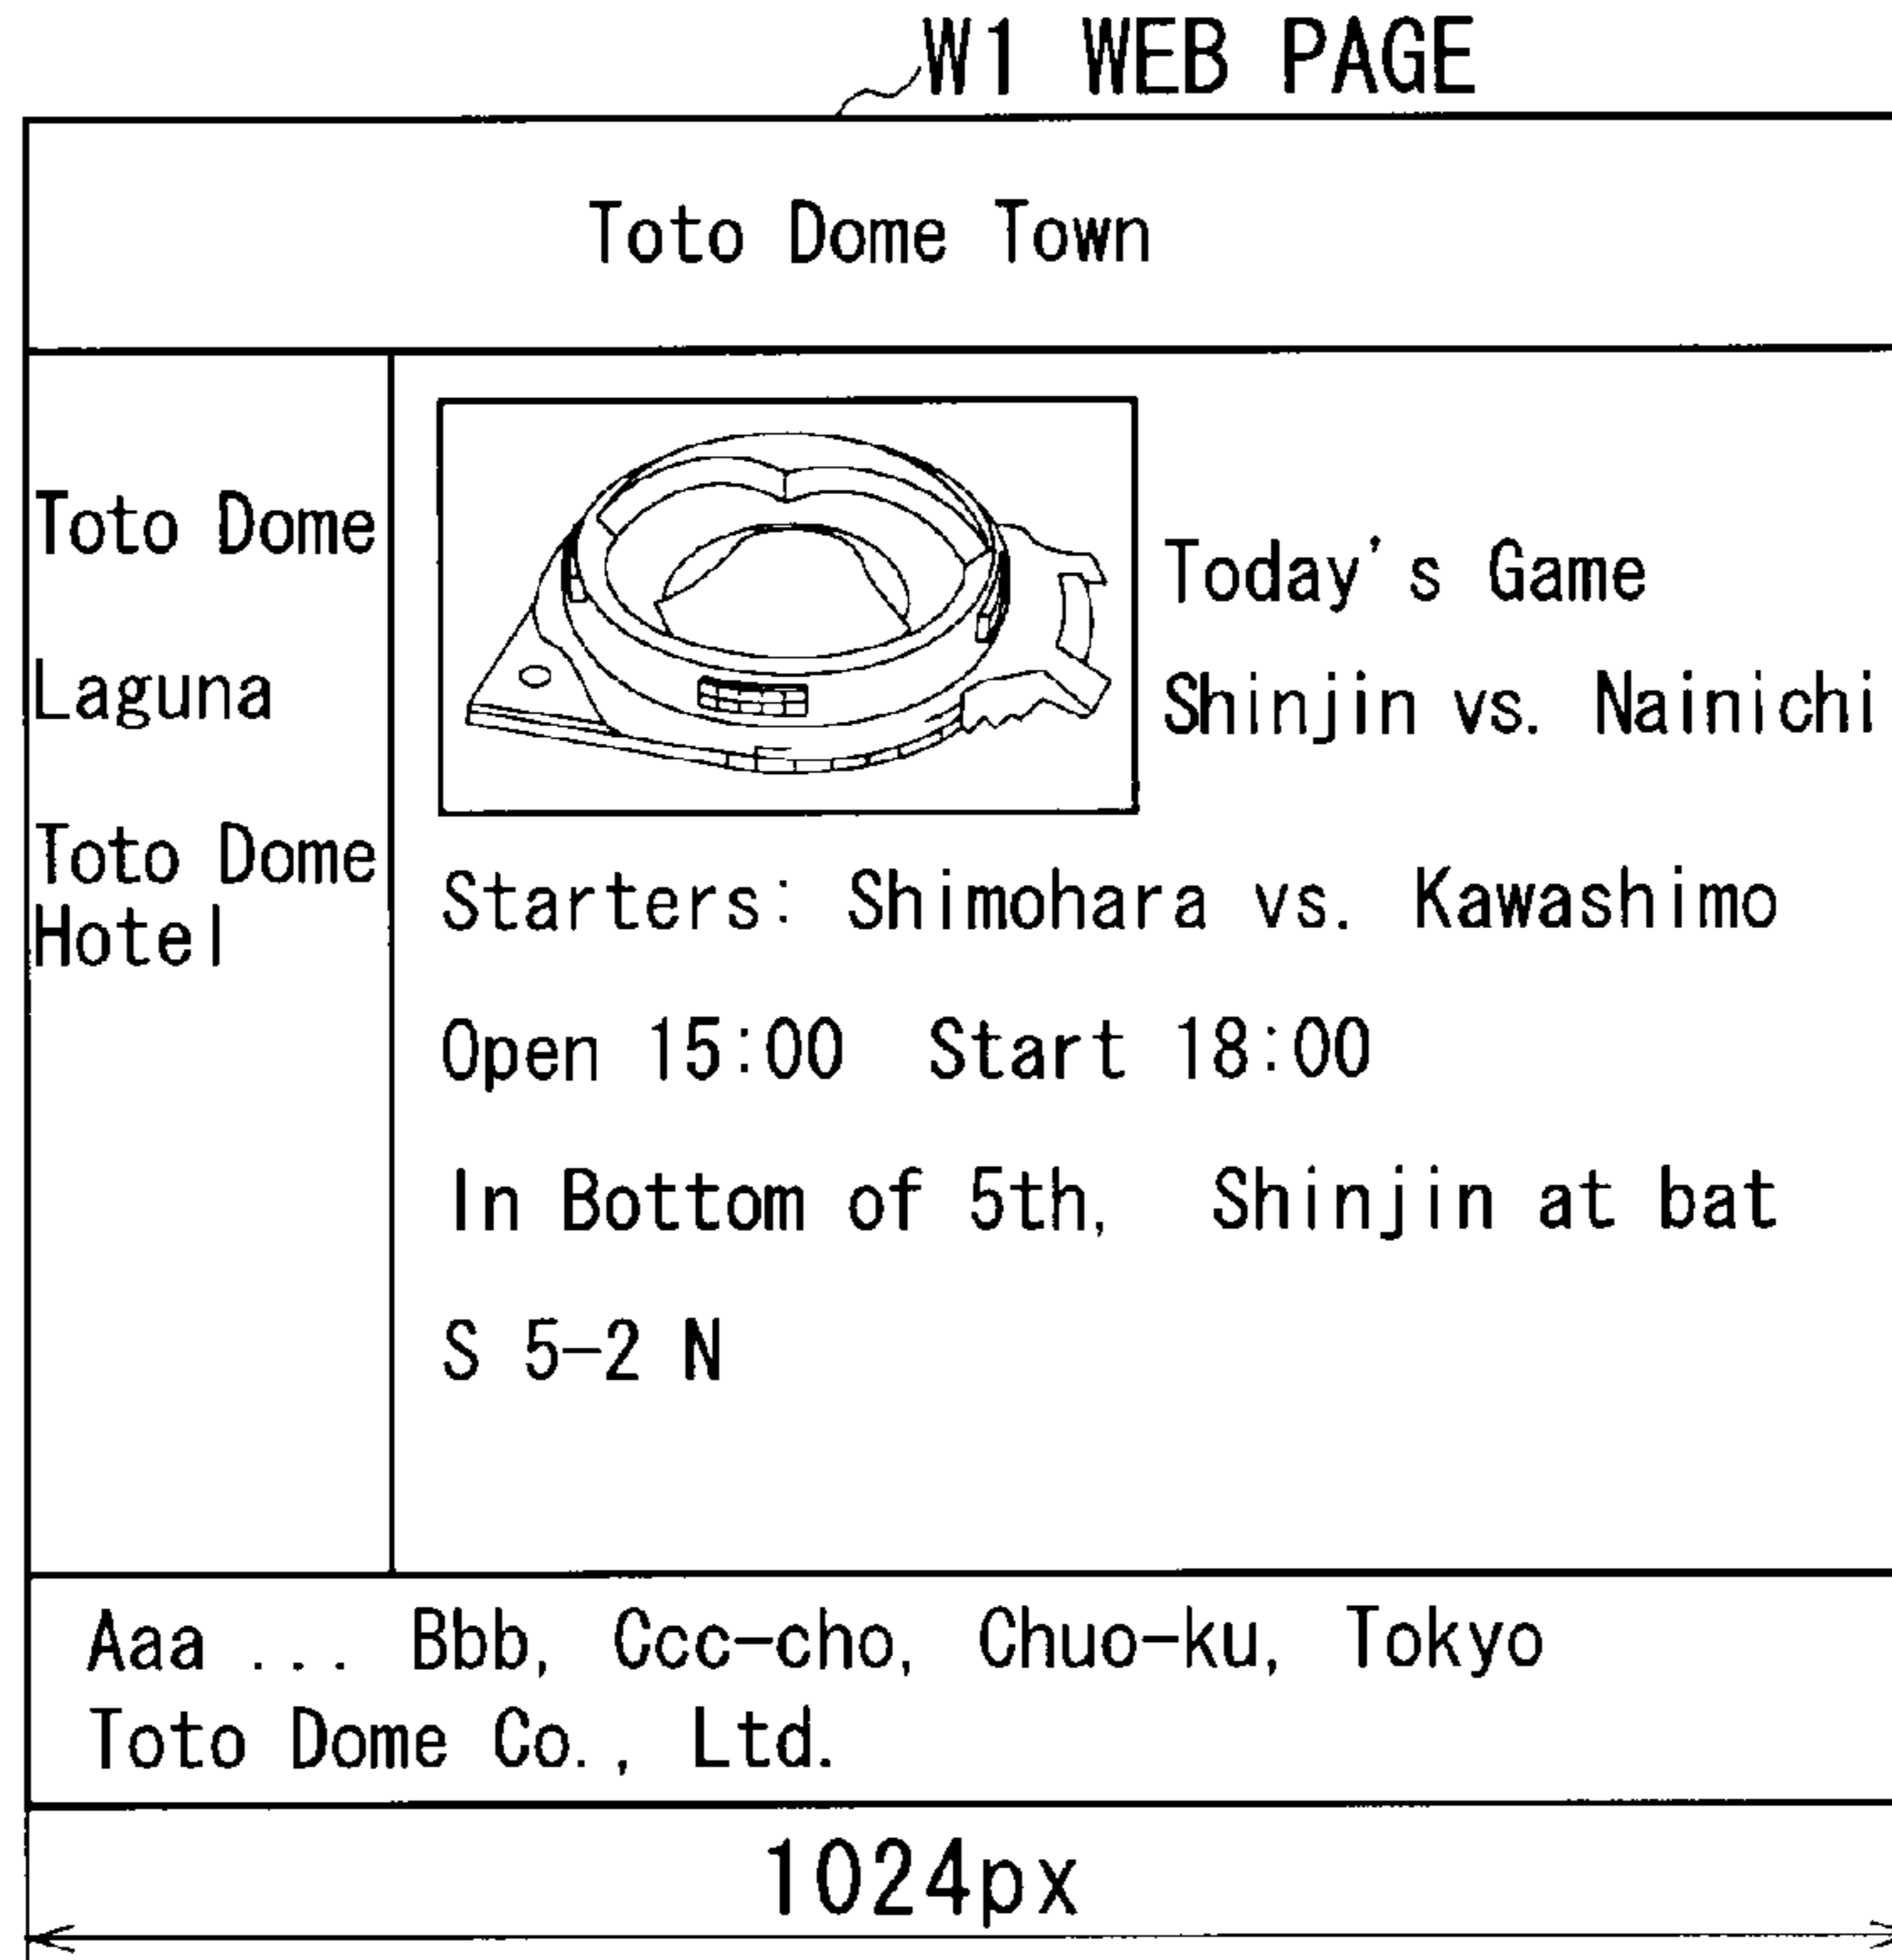 W1 WEB PAGE
Toto Dome Town
Toto Dome
Laguna
Toto Dome
Hotel
Today's Game
Shinjin vs. Nainichi
Starters: Shimohara vs. Kawashimo
Open 15:00 Start 18:00
In Bottom of 5th, Shinjin at bat
S 5-2 N
Aaa ... Bbb, Ccc-cho, Chuo-ku, Tokyo
Toto Dome Co., Ltd.
1024px